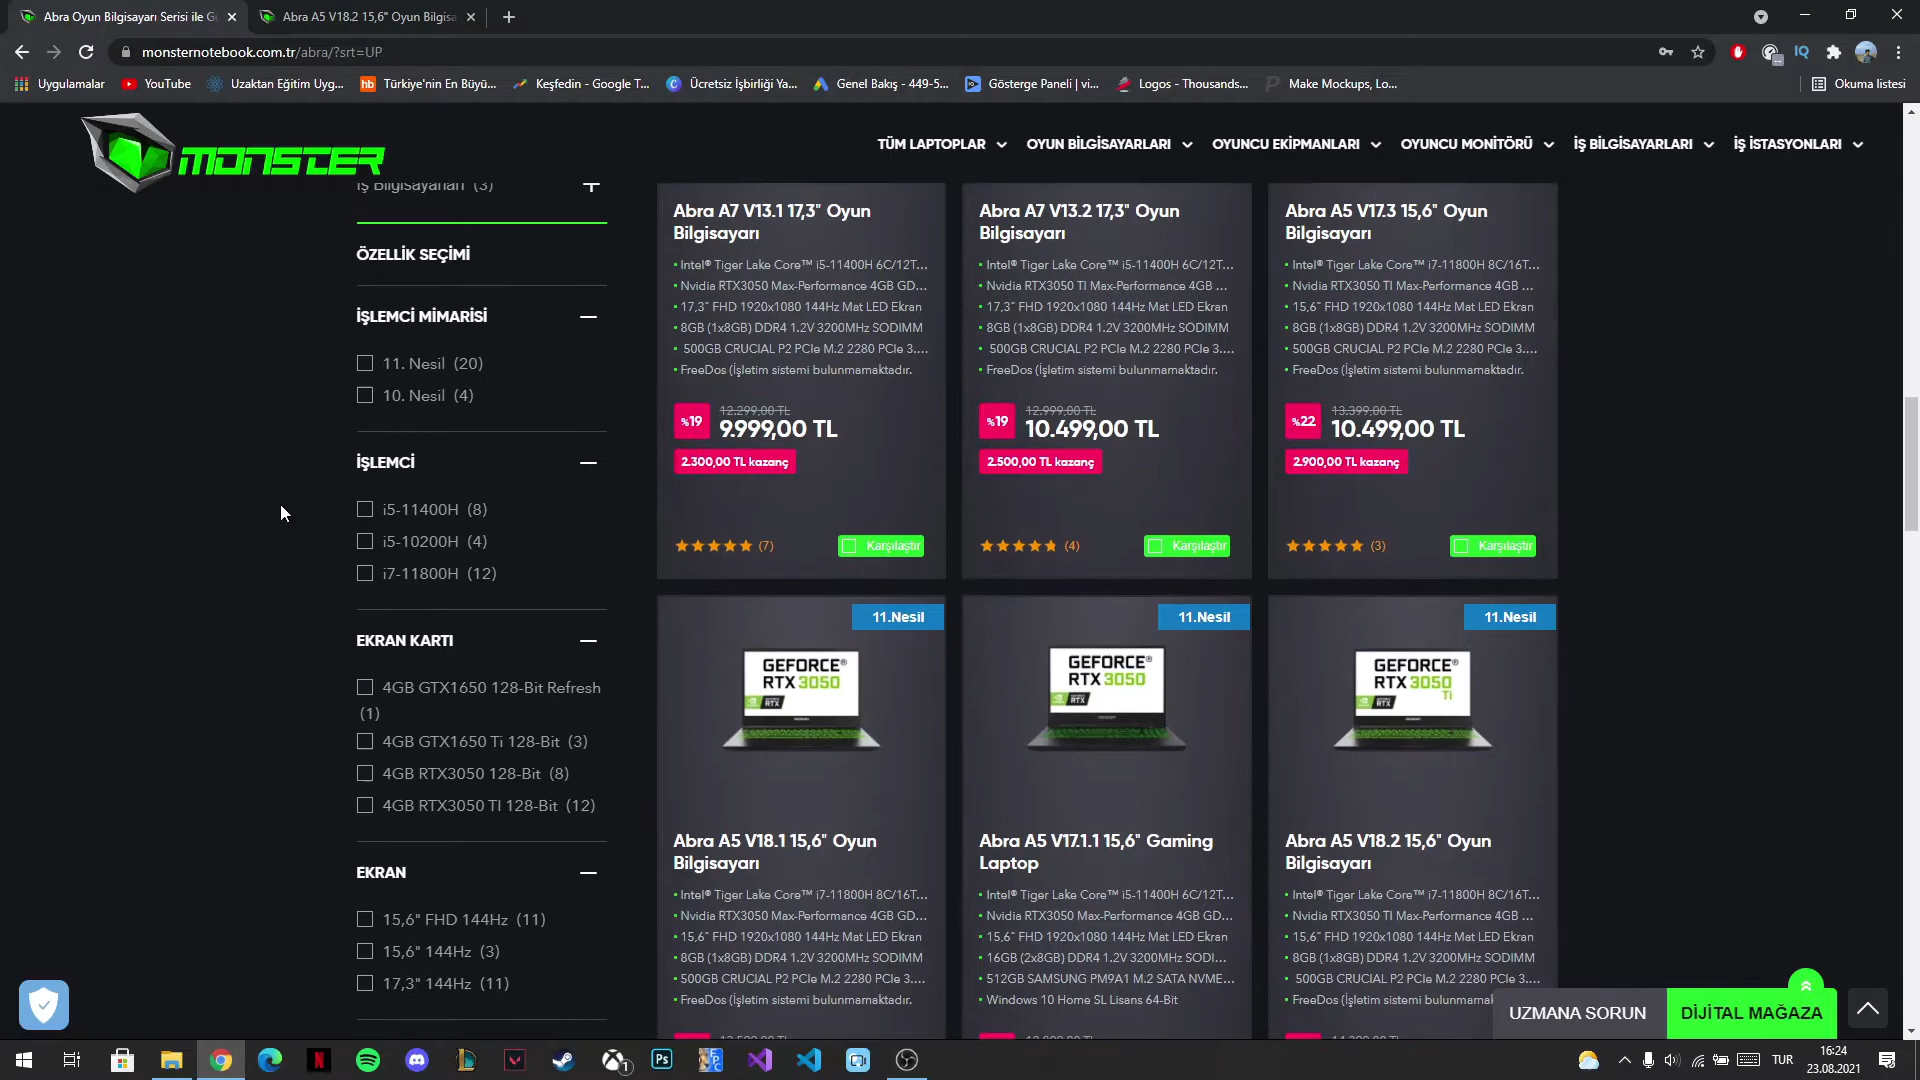 Abra Oyun Bilgisayarı Serisi ile G
Abra A5 V18.2 15,6" Oyun Bilgisa
monsternotebook.com.tr/abra/?srt=UP
Uygulamalar
YouTube
Uzaktan Eğitim Uyg...
hb
Türkiye'nin En Büyü...
Keşfedin - Google T...
Ücretsiz İşbirliği Ya...
Genel Bakış - 449-5...
Gösterge Paneli | vi...
Logos - Thousands...
Make Mockups, Lo...
Okuma listesi
MONSTER
TÜM LAPTOPLAR
OYUN BİLGİSAYARLARI
OYUNCU EKİPMANLARI
OYUNCU MONİTÖRÜ
İŞ BİLGİSAYARLARI
İŞ İSTASYONLARI
İş Bilgisayarları (3)
ÖZELLİK SEÇİMİ
İŞLEMCİ MİMARİSİ
11. Nesil (20)
10. Nesil (4)
İŞLEMCİ
i5-11400H (8)
i5-10200H (4)
i7-11800H (12)
EKRAN KARTI
4GB GTX1650 128-Bit Refresh
(1)
4GB GTX1650 Ti 128-Bit (3)
4GB RTX3050 128-Bit (8)
4GB RTX3050 TI 128-Bit (12)
EKRAN
15,6" FHD 144Hz (11)
15,6" 144Hz (3)
17,3" 144Hz (11)
Abra A7 V13.1 17,3" Oyun
Bilgisayarı
• Intel® Tiger Lake Core™ i5-11400H 6C/12T...
• Nvidia RTX3050 Max-Performance 4GB GD...
• 17,3" FHD 1920x1080 144Hz Mat LED Ekran
• 8GB (1x8GB) DDR4 1.2V 3200MHz SODIMM
• 500GB CRUCIAL P2 PCIe M.2 2280 PCIe 3....
• FreeDos (İşletim sistemi bulunmamaktadır.
%19
12.299,00 TL
9.999,00 TL
2.300,00 TL kazanç
(7)
Karşılaştır
Abra A7 V13.2 17,3" Oyun
Bilgisayarı
• Intel® Tiger Lake Core™ i5-11400H 6C/12T...
• Nvidia RTX3050 TI Max-Performance 4GB ...
• 17,3" FHD 1920x1080 144Hz Mat LED Ekran
• 8GB (1x8GB) DDR4 1.2V 3200MHz SODIMM
• 500GB CRUCIAL P2 PCIe M.2 2280 PCIe 3....
• FreeDos (İşletim sistemi bulunmamaktadır.
%19
12.999,00 TL
10.499,00 TL
2.500,00 TL kazanç
(4)
Karşılaştır
Abra A5 V17.3 15,6" Oyun
Bilgisayarı
• Intel® Tiger Lake Core™ i7-11800H 8C/16T...
• Nvidia RTX3050 TI Max-Performance 4GB ...
• 15,6" FHD 1920x1080 144Hz Mat LED Ekran
• 8GB (1x8GB) DDR4 1.2V 3200MHz SODIMM
• 500GB CRUCIAL P2 PCIe M.2 2280 PCIe 3....
• FreeDos (İşletim sistemi bulunmamaktadır.
%22
13.399,00 TL
10.499,00 TL
2.900,00 TL kazanç
(3)
Karşılaştır
11.Nesil
GEFORCE®
RTX 3050
Abra A5 V18.1 15,6" Oyun
Bilgisayarı
• Intel® Tiger Lake Core™ i7-11800H 8C/16T...
• Nvidia RTX3050 Max-Performance 4GB GD...
• 15,6" FHD 1920x1080 144Hz Mat LED Ekran
• 8GB (1x8GB) DDR4 1.2V 3200MHz SODIMM
• 500GB CRUCIAL P2 PCIe M.2 2280 PCIe 3....
• FreeDos (İşletim sistemi bulunmamaktadır.
11.Nesil
GEFORCE®
RTX 3050
Abra A5 V17.1.1 15,6" Gaming
Laptop
• Intel® Tiger Lake Core™ i5-11400H 6C/12T...
• Nvidia RTX3050 Max-Performance 4GB GD...
• 15,6" FHD 1920x1080 144Hz Mat LED Ekran
• 16GB (2x8GB) DDR4 1.2V 3200MHz SODI...
• 512GB SAMSUNG PM9A1 M.2 SATA NVME...
• Windows 10 Home SL Lisans 64-Bit
11.Nesil
GEFORCE®
RTX 3050
Ti
Abra A5 V18.2 15,6" Oyun
Bilgisayarı
• Intel® Tiger Lake Core™ i7-11800H 8C/16T...
• Nvidia RTX3050 TI Max-Performance 4GB ...
• 15,6" FHD 1920x1080 144Hz Mat LED Ekran
• 8GB (1x8GB) DDR4 1.2V 3200MHz SODIMM
• 500GB CRUCIAL P2 PCIe M.2 2280 PCIe 3....
• FreeDos (İşletim sistemi bulunmamak
UZMANA SORUN
DİJİTAL MAĞAZA
Ps
TUR
16:24
23.08.2021